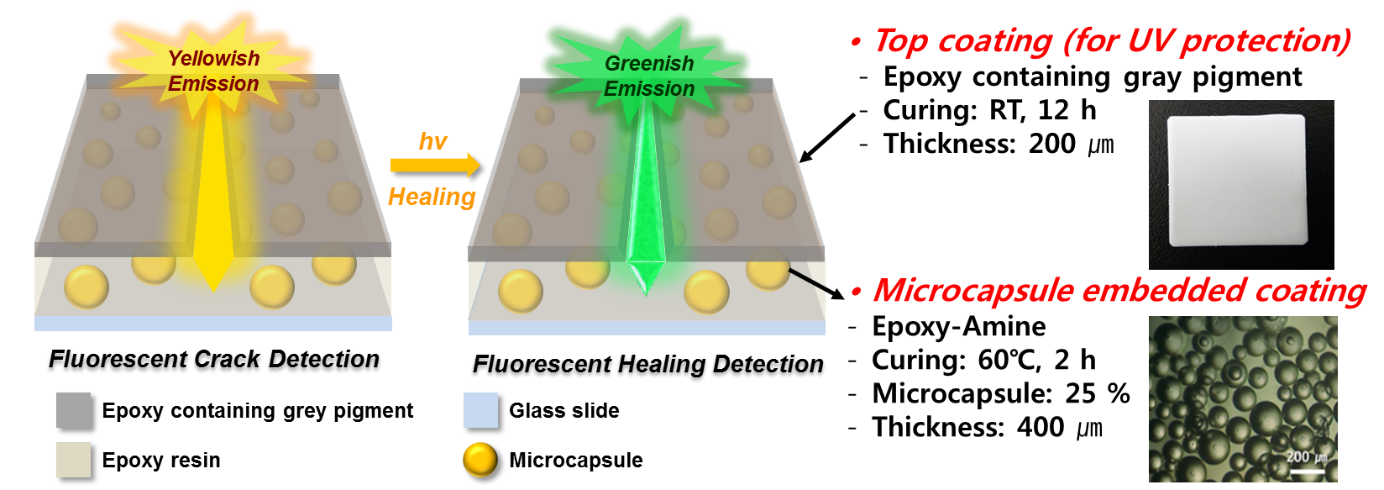 Yellowish
Emission
hv
Healing
Greenish
Emission
Fluorescent Crack Detection
Fluorescent Healing Detection
Epoxy containing grey pigment
Epoxy resin
Glass slide
Microcapsule
• Top coating (for UV protection)
- Epoxy containing gray pigment
- Curing: RT, 12 h
- Thickness: 200 ㎛
• Microcapsule embedded coating
- Epoxy-Amine
- Curing: 60℃, 2 h
- Microcapsule: 25 %
- Thickness: 400 ㎛
200 ㎛